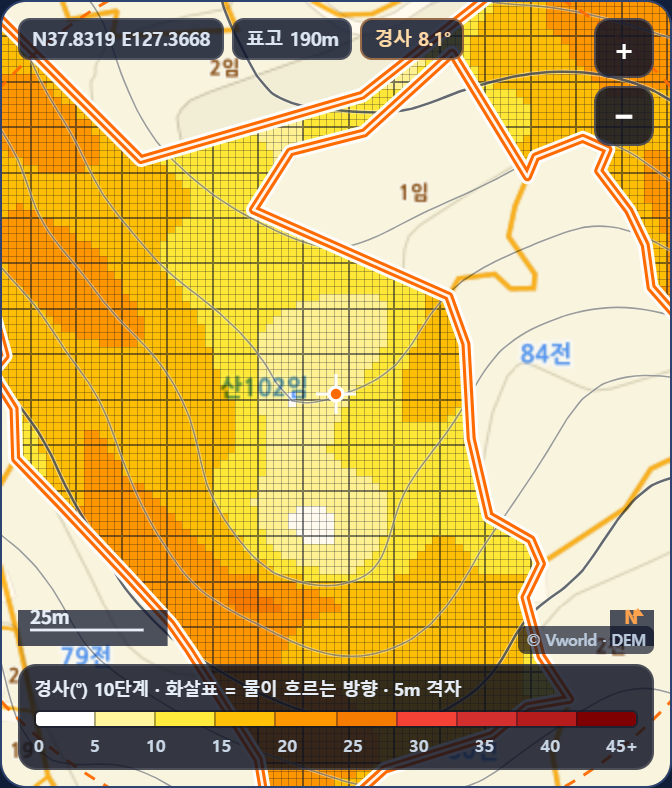 N37.8319 E127.3668
표고 190m
경사 8.1°
+
−
2임
1임
84전
산102임
25m
N
© Vworld · DEM
79전
경사(°) 10단계 · 화살표 = 물이 흐르는 방향 · 5m 격자
0 5 10 15 20 25 30 35 40 45+